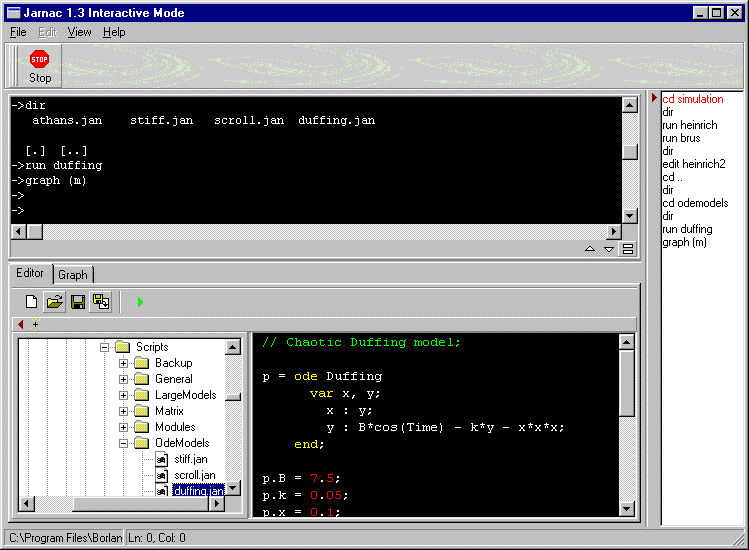 Jarnac 1.3 Interactive Mode
File Edit View Window Help
STOP
Stop
->dir
athans.jan stiff.jan scroll.jan duffing.jan
[.] [..]
->run duffing
->graph (m)
->
->
cd simulation
dir
run heinrich
run brus
dir
edit heinrich2
cd ..
dir
cd odemodels
dir
run duffing
graph (m)
Editor Graph
Scripts
Backup
General
LargeModels
Matrix
Modules
OdeModels
stiff.jan
scroll.jan
duffing.jan
// Chaotic Duffing model;
p = ode Duffing
var x, y;
x : y;
y : B*cos(Time) - k*y - x*x*x;
end;
p.B = 7.5;
p.k = 0.05;
p.x = 0.1;
C:\Program Files\Borlan Ln: 0, Col: 0